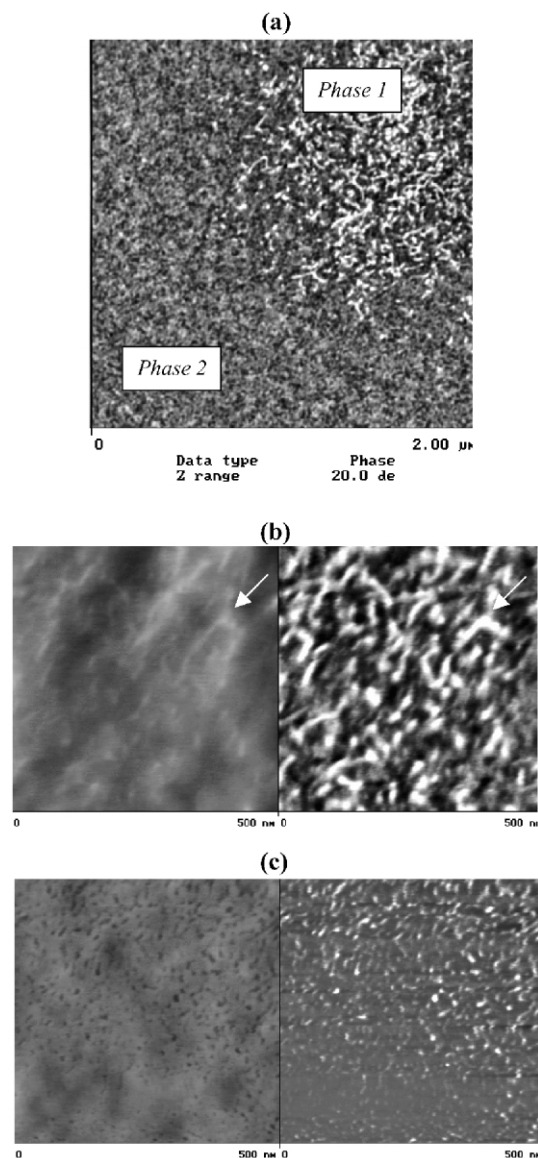 (a)
Phase 1
Phase 2
0 2.00 µm
Data type Phase
Z range 20.0 de
(b)
0 500 nm 0 500 nm
(c)
0 500 nm 0 500 nm